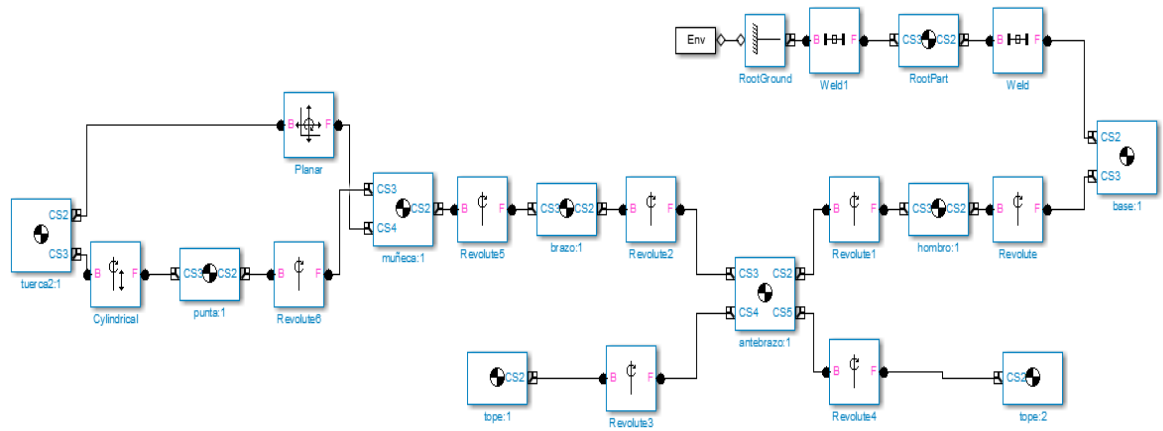 Env
RootGround
B F
Weld1
CS3 CS2
RootPart
B F
Weld
CS2
CS3
base:1
B F
Planar
CS2
CS3
tuerca2:1
B F
Cylindrical
CS3 CS2
punta:1
B F
Revolute6
CS3
CS2
CS4
muñeca:1
B F
Revolute5
CS3 CS2
brazo:1
B F
Revolute2
B F
Revolute1
CS3 CS2
hombro:1
B F
Revolute
CS3 CS2
CS4 CS5
antebrazo:1
CS2
tope:1
B F
Revolute3
B F
Revolute4
CS2
tope:2